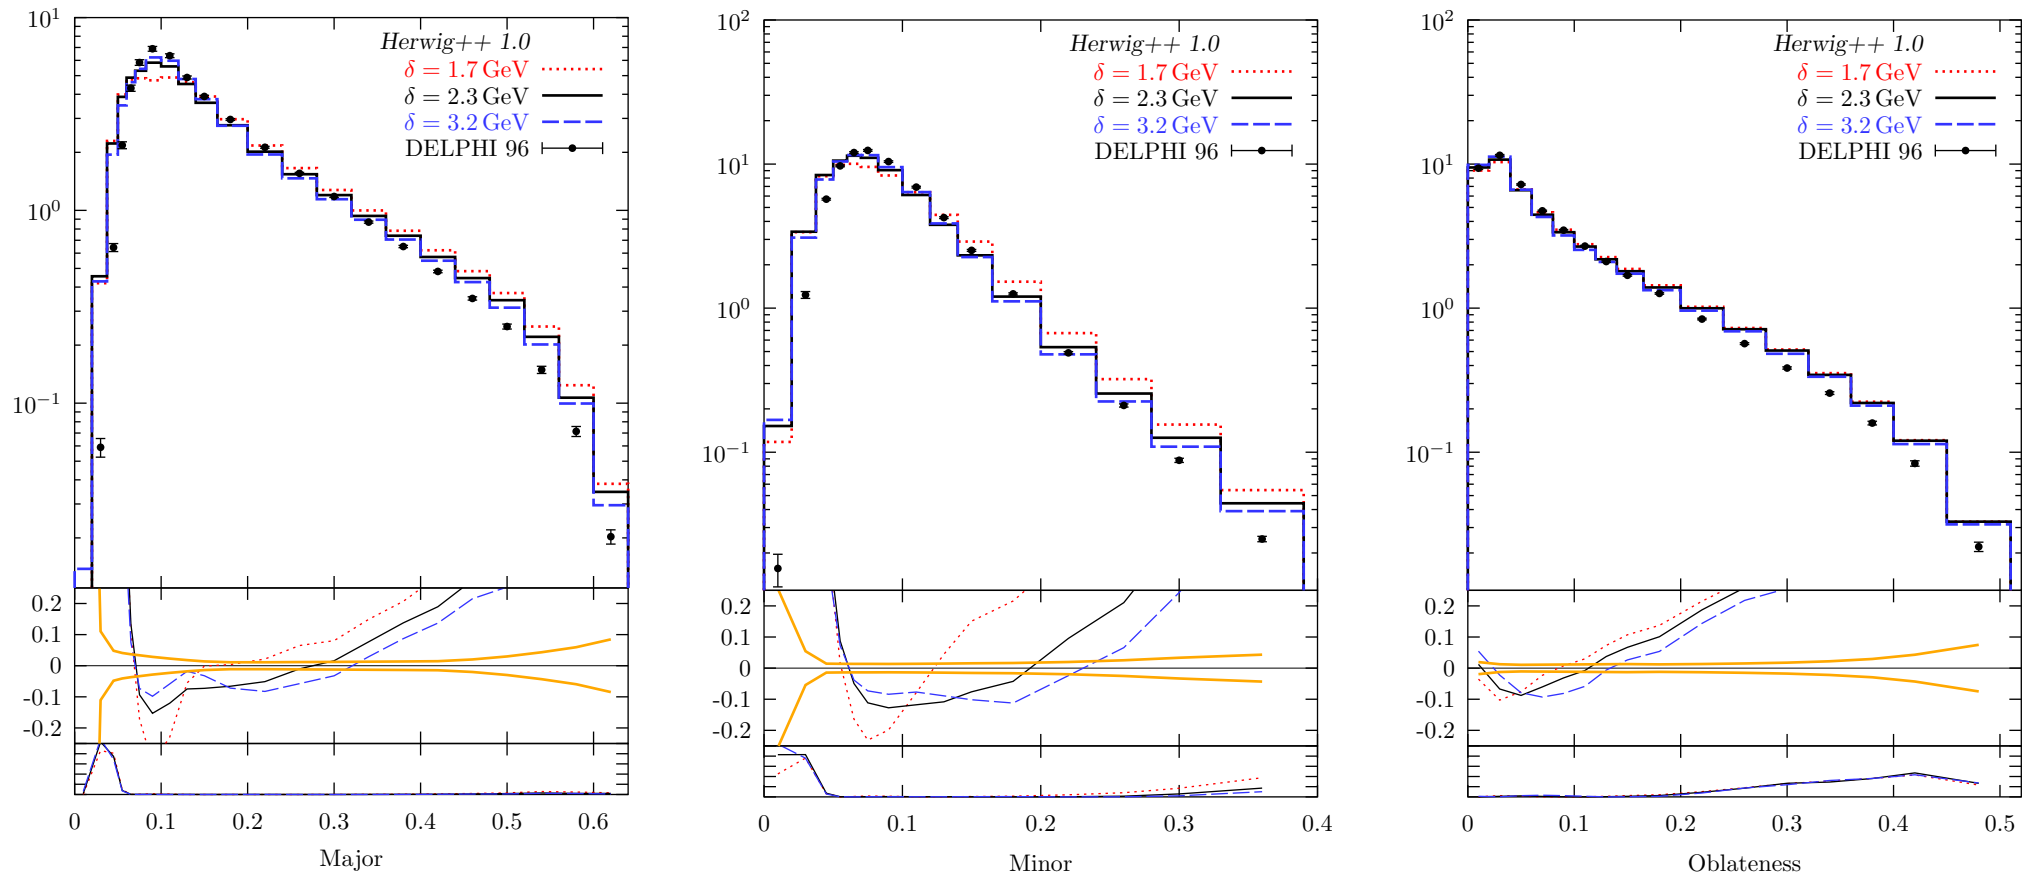 10^1
10^0
10^−1
Herwig++ 1.0
δ = 1.7 GeV
δ = 2.3 GeV
δ = 3.2 GeV
DELPHI 96
0.2
0.1
0
-0.1
-0.2
0 0.1 0.2 0.3 0.4 0.5 0.6
Major
10^2
10^1
10^0
10^−1
Herwig++ 1.0
δ = 1.7 GeV
δ = 2.3 GeV
δ = 3.2 GeV
DELPHI 96
0.2
0.1
0
-0.1
-0.2
0 0.1 0.2 0.3 0.4
Minor
10^2
10^1
10^0
10^−1
Herwig++ 1.0
δ = 1.7 GeV
δ = 2.3 GeV
δ = 3.2 GeV
DELPHI 96
0.2
0.1
0
-0.1
-0.2
0 0.1 0.2 0.3 0.4 0.5
Oblateness